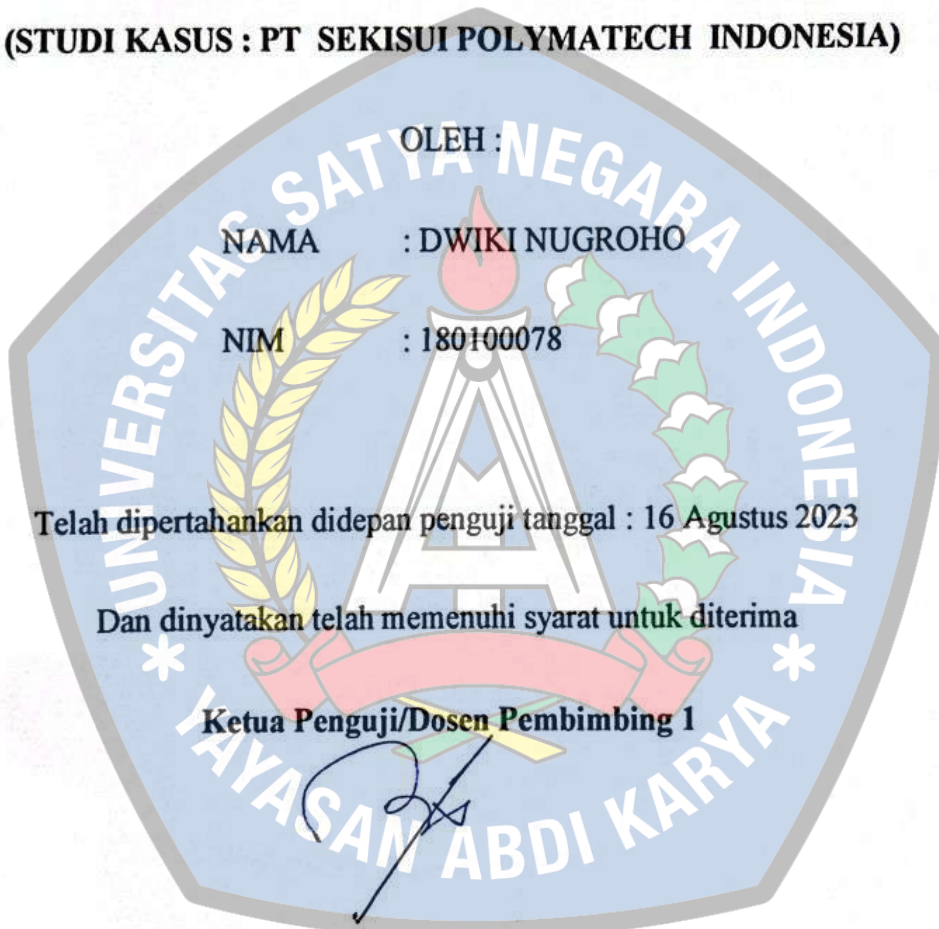 (STUDI KASUS : PT SEKISUI POLYMATECH INDONESIA)
OLEH :
NAMA : DWIKI NUGROHO
NIM : 180100078
Telah dipertahankan didepan penguji tanggal : 16 Agustus 2023
Dan dinyatakan telah memenuhi syarat untuk diterima
Ketua Penguji/Dosen Pembimbing 1
UNIVERSITAS SATYA NEGARA INDONESIA
* YAYASAN ABDI KARYA *